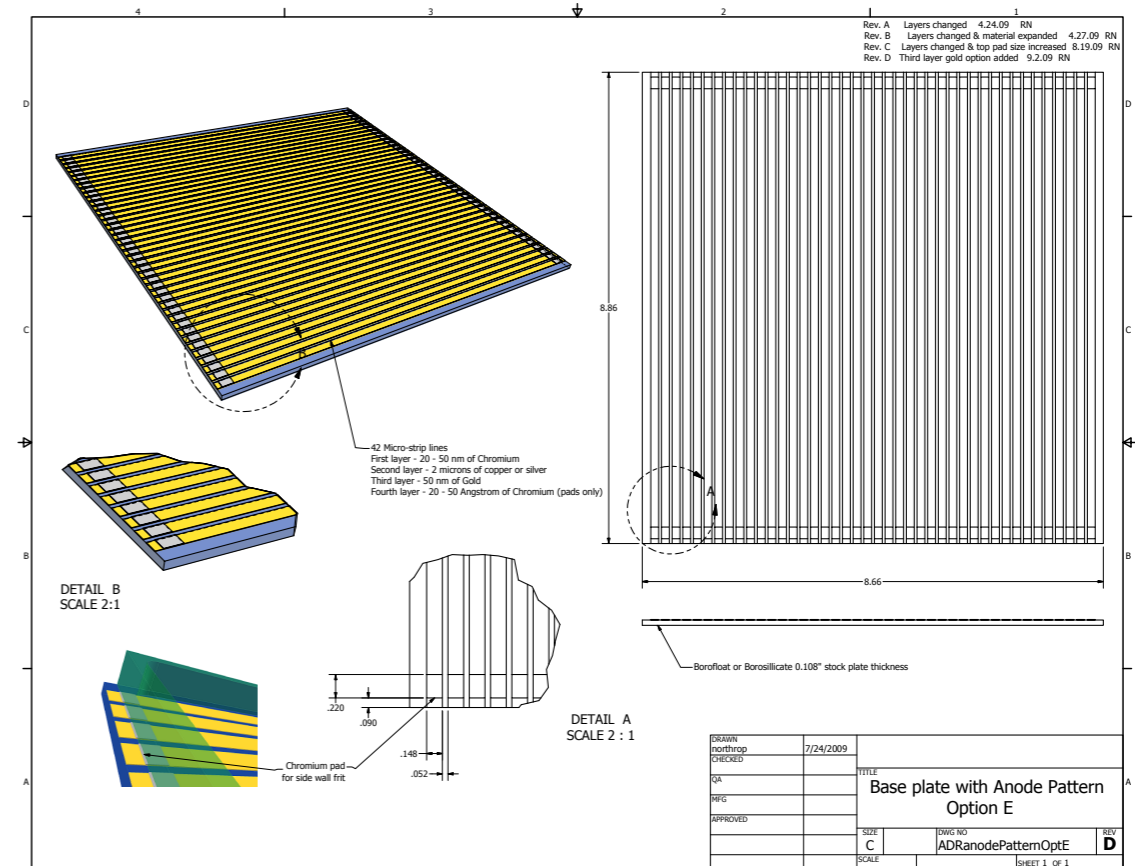 4 3 2 1
Rev. A Layers changed 4.24.09 RN
Rev. B Layers changed & material expanded 4.27.09 RN
Rev. C Layers changed & top pad size increased 8.19.09 RN
Rev. D Third layer gold option added 9.2.09 RN
D D
8.86
C C
B
42 Micro-strip lines
First layer - 20 - 50 nm of Chromium
Second layer - 2 microns of copper or silver
Third layer - 50 nm of Gold
Fourth layer - 20 - 50 Angstrom of Chromium (pads only)
A
B B
8.66
DETAIL B
SCALE 2:1
Borofloat or Borosillicate 0.108" stock plate thickness
.220
.090
.148
.052
DETAIL A
SCALE 2 : 1
Chromium pad
for side wall frit
A A
DRAWN
northrop 7/24/2009
CHECKED
QA
MFG
APPROVED
TITLE
Base plate with Anode Pattern
Option E
SIZE
C
DWG NO
ADRanodePatternOptE
REV
D
SCALE
SHEET 1 OF 1